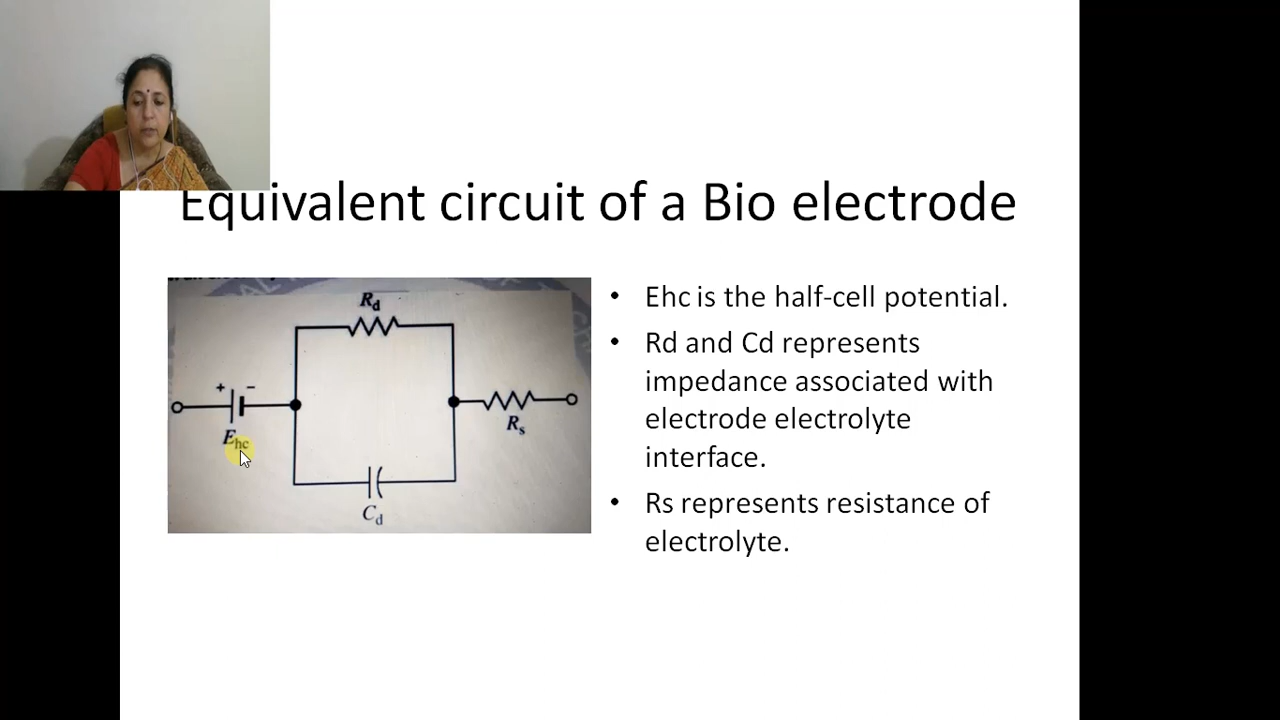 Equivalent circuit of a Bio electrode
Rd
+ -
Ehc
Rs
Cd
• Ehc is the half-cell potential.
• Rd and Cd represents
impedance associated with
electrode electrolyte
interface.
• Rs represents resistance of
electrolyte.